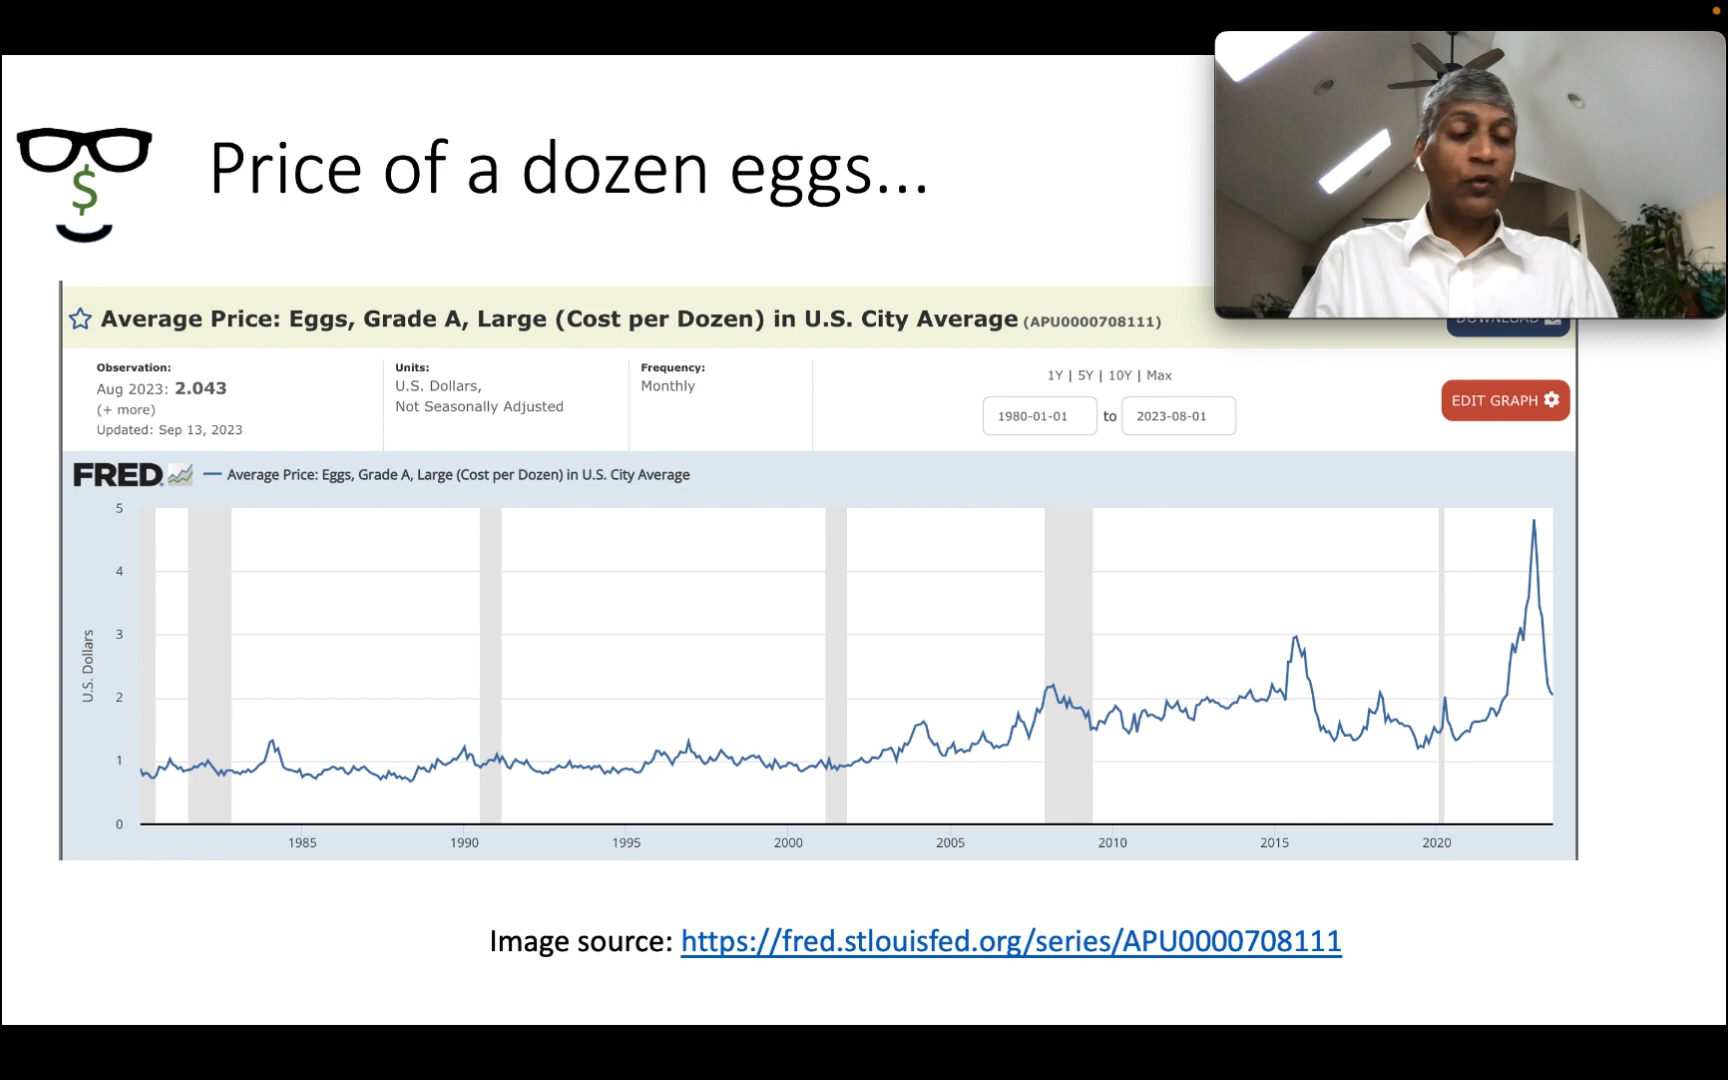 $
Price of a dozen eggs...
Average Price: Eggs, Grade A, Large (Cost per Dozen) in U.S. City Average (APU0000708111)
DOWNLOAD
Observation:
Aug 2023: 2.043
(+ more)
Updated: Sep 13, 2023
Units:
U.S. Dollars,
Not Seasonally Adjusted
Frequency:
Monthly
1Y | 5Y | 10Y | Max
1980-01-01 to 2023-08-01
EDIT GRAPH
FRED
Average Price: Eggs, Grade A, Large (Cost per Dozen) in U.S. City Average
U.S. Dollars
5
4
3
2
1
0
1985 1990 1995 2000 2005 2010 2015 2020
Image source: https://fred.stlouisfed.org/series/APU0000708111